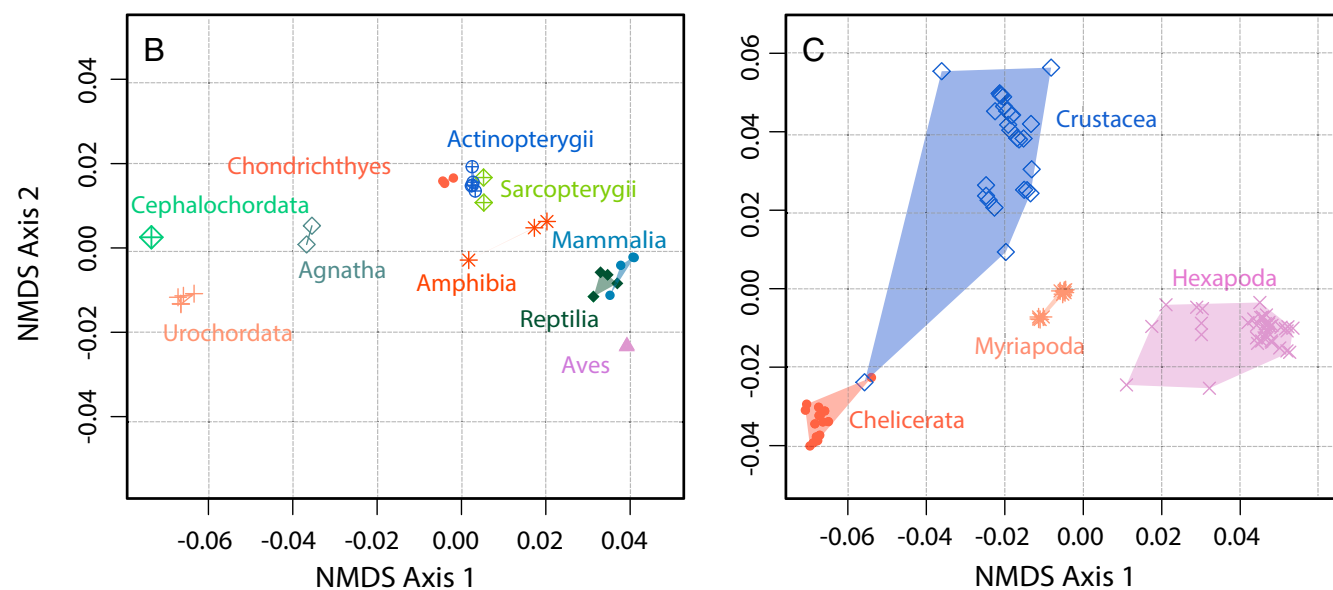 B
NMDS Axis 2
0.04
0.02
0.00
-0.02
-0.04
Actinopterygii
Chondrichthyes
Sarcopterygii
Cephalochordata
Mammalia
Agnatha
Amphibia
Reptilia
Urochordata
Aves
-0.06 -0.04 -0.02 0.00 0.02 0.04
NMDS Axis 1
C
0.06
0.04
0.02
0.00
-0.02
-0.04
Crustacea
Hexapoda
Myriapoda
Chelicerata
-0.06 -0.04 -0.02 0.00 0.02 0.04
NMDS Axis 1